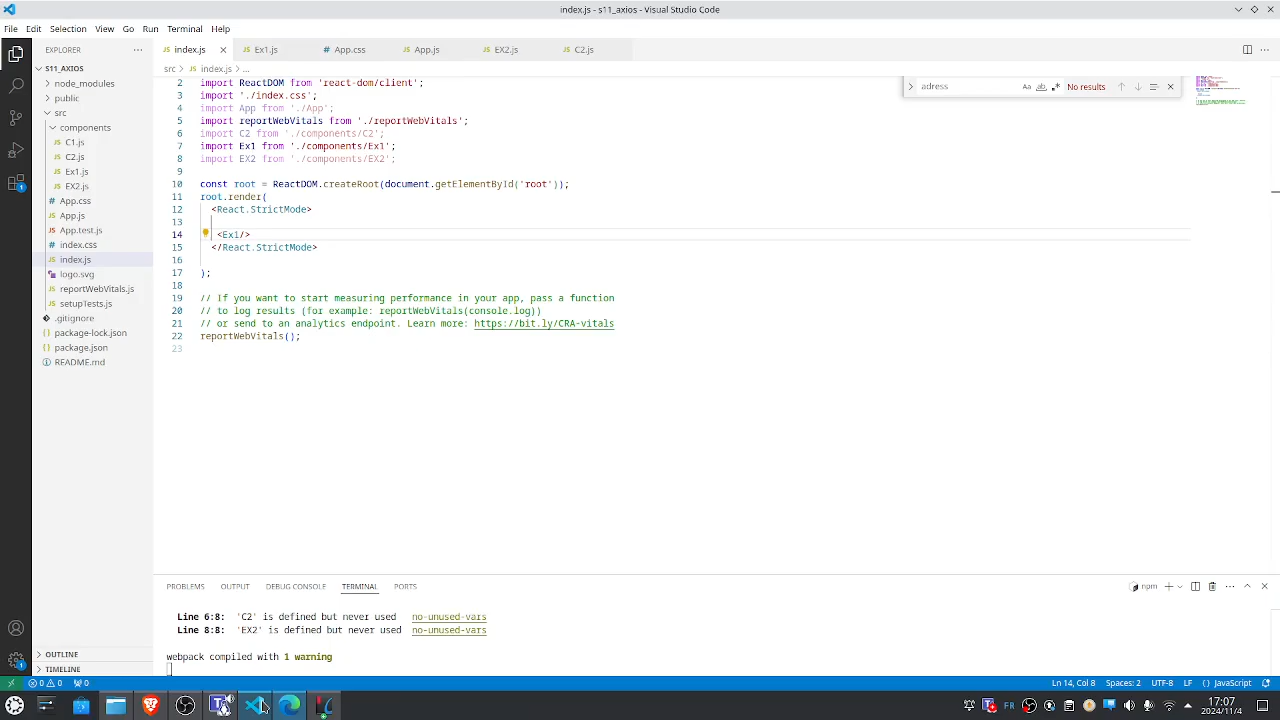 index.js - s11_axios - Visual Studio Code
File Edit Selection View Go Run Terminal Help
EXPLORER
S11_AXIOS
node_modules
public
src
components
C1.js
C2.js
Ex1.js
EX2.js
App.css
App.js
App.test.js
index.css
index.js
logo.svg
reportWebVitals.js
setupTests.js
.gitignore
package-lock.json
package.json
README.md
OUTLINE
TIMELINE
index.js Ex1.js App.css App.js EX2.js C2.js
src > JS index.js > ...
adress Aa ab No results
2 import ReactDOM from 'react-dom/client';
3 import './index.css';
4 import App from './App';
5 import reportWebVitals from './reportWebVitals';
6 import C2 from './components/C2';
7 import Ex1 from './components/Ex1';
8 import EX2 from './components/EX2';
9
10 const root = ReactDOM.createRoot(document.getElementById('root'));
11 root.render(
12 <React.StrictMode>
13
14 <Ex1/>
15 </React.StrictMode>
16
17 );
18
19 // If you want to start measuring performance in your app, pass a function
20 // to log results (for example: reportWebVitals(console.log))
21 // or send to an analytics endpoint. Learn more: https://bit.ly/CRA-vitals
22 reportWebVitals();
23
PROBLEMS OUTPUT DEBUG CONSOLE TERMINAL PORTS
npm
Line 6:8: 'C2' is defined but never used no-unused-vars
Line 8:8: 'EX2' is defined but never used no-unused-vars
webpack compiled with 1 warning
0 0 0
Ln 14, Col 8 Spaces: 2 UTF-8 LF {} JavaScript
FR
17:07
2024/11/4